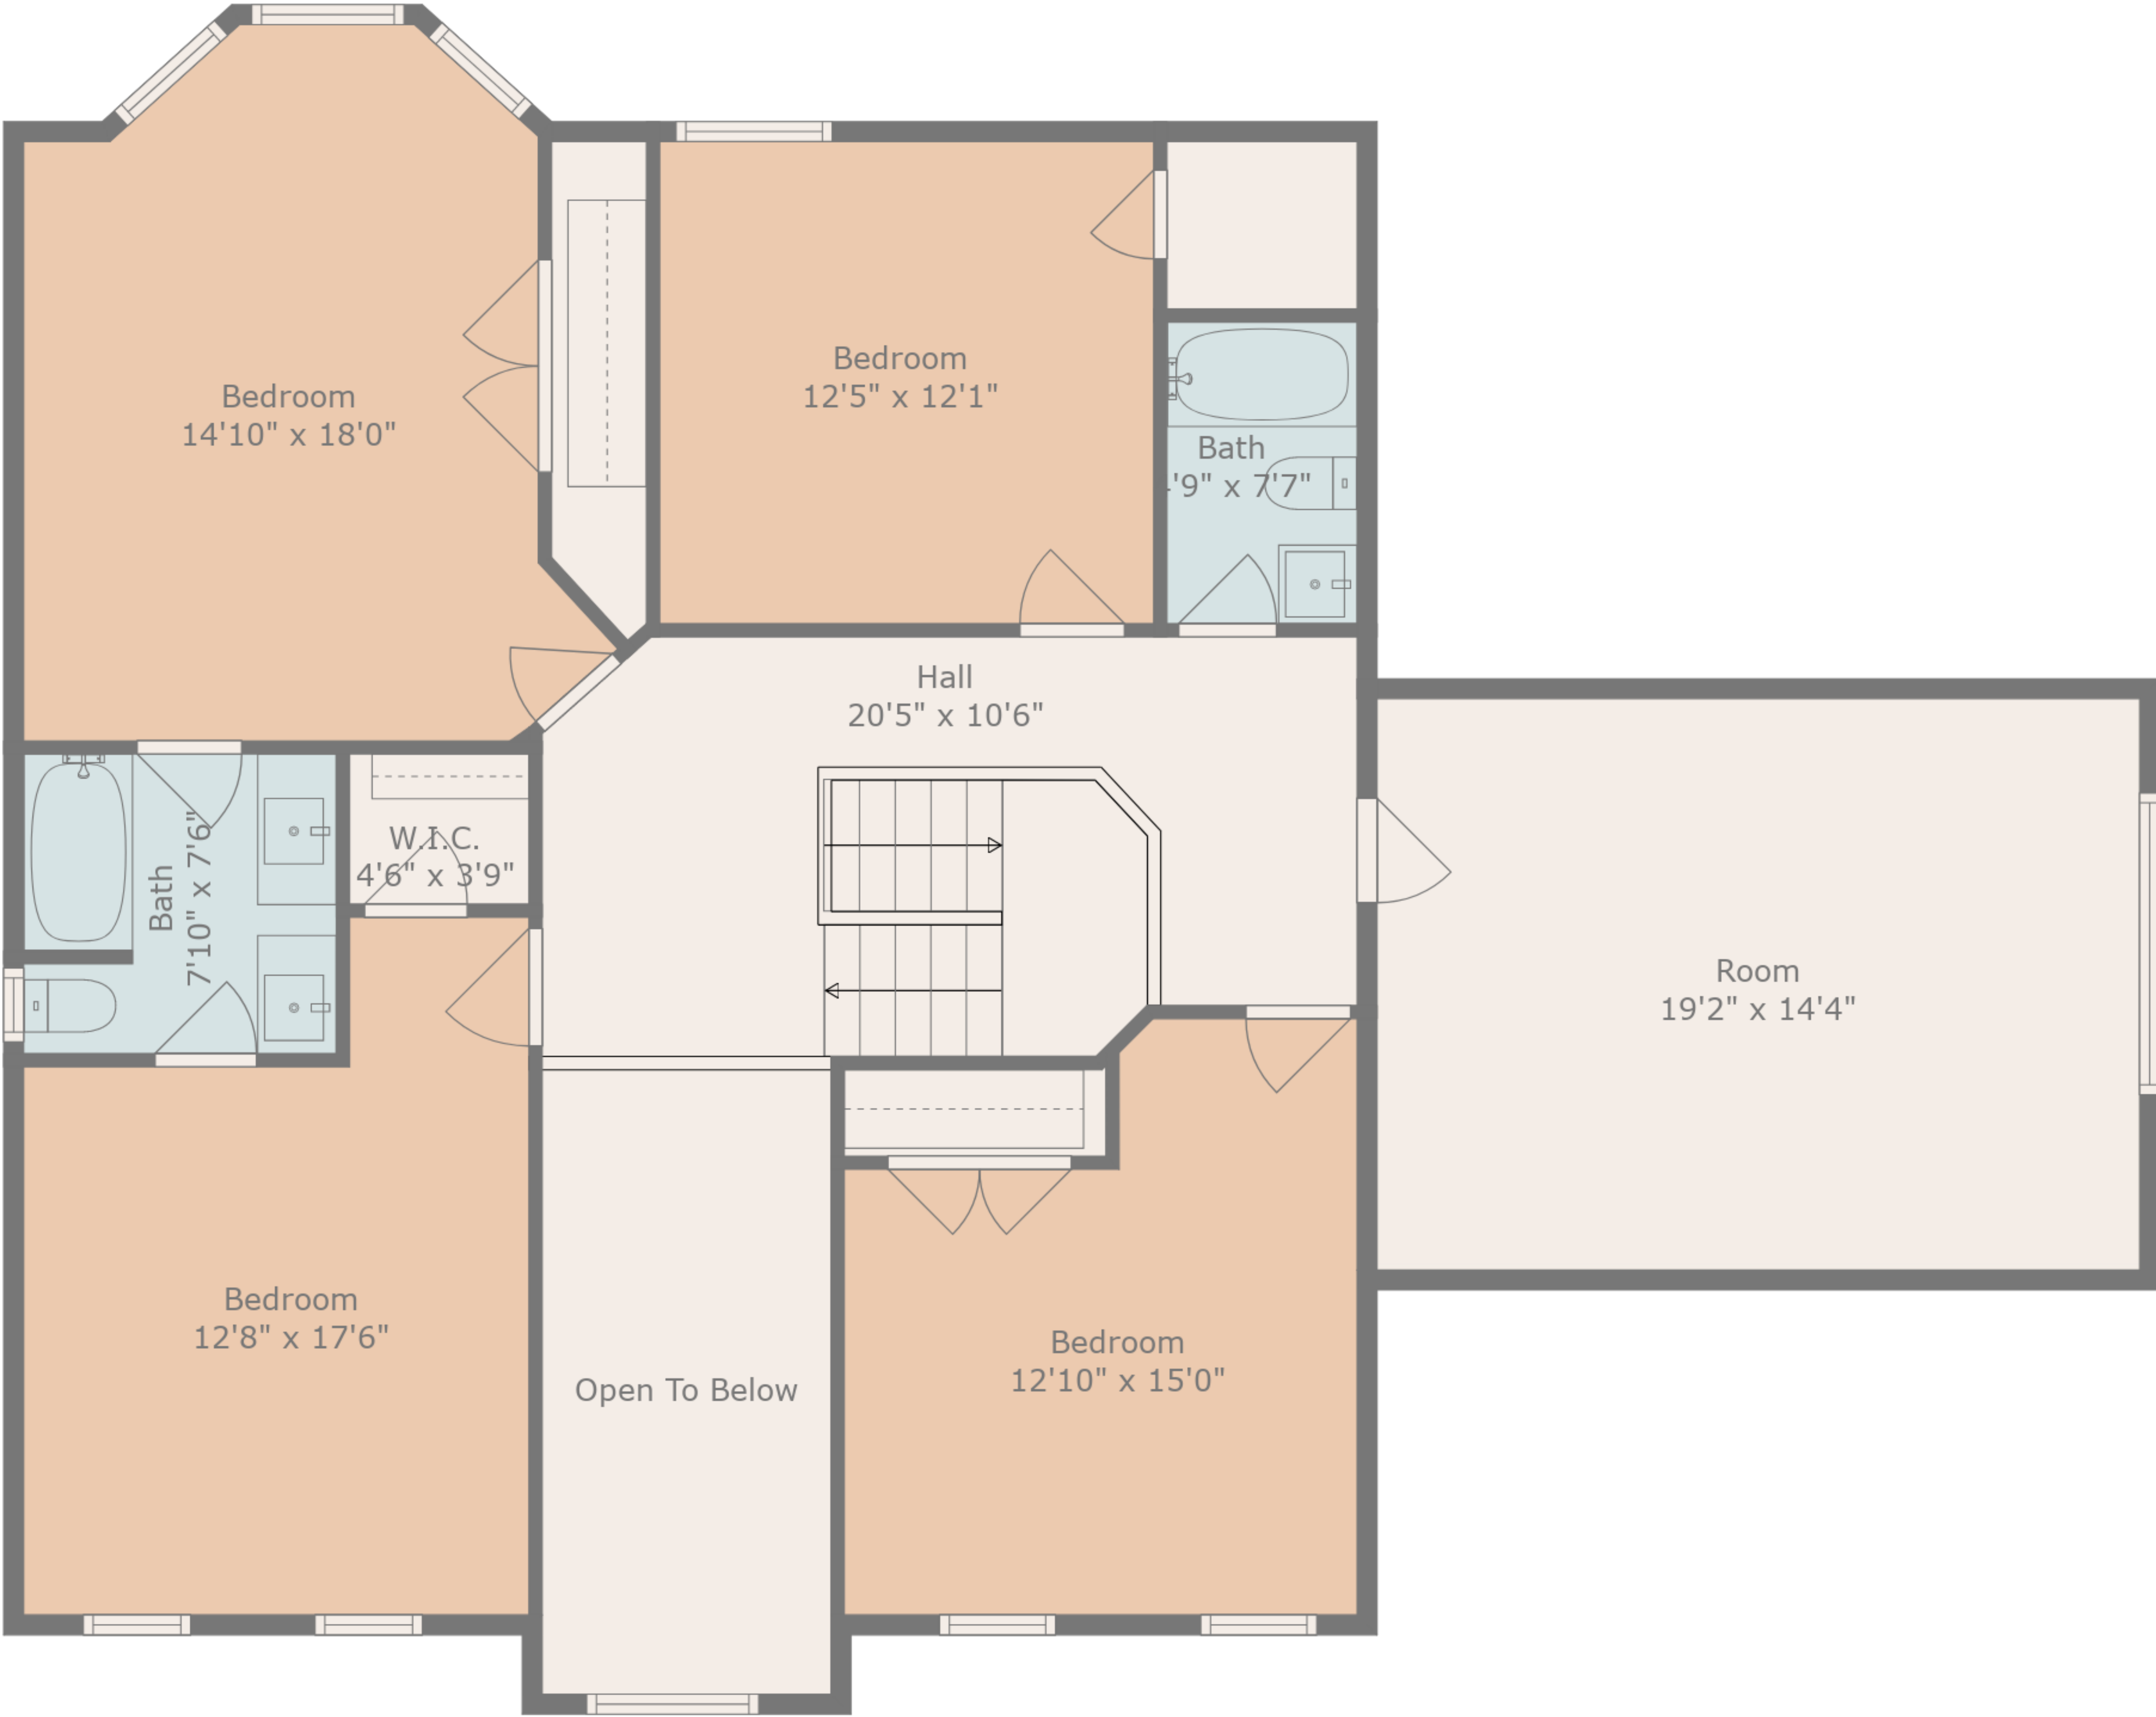 Bedroom
14'10" x 18'0"
Bedroom
12'5" x 12'1"
Bath
'9" x 7'7"
Hall
20'5" x 10'6"
Bath
7'10" x 7'6"
W.I.C.
4'6" x 3'9"
Room
19'2" x 14'4"
Bedroom
12'8" x 17'6"
Open To Below
Bedroom
12'10" x 15'0"